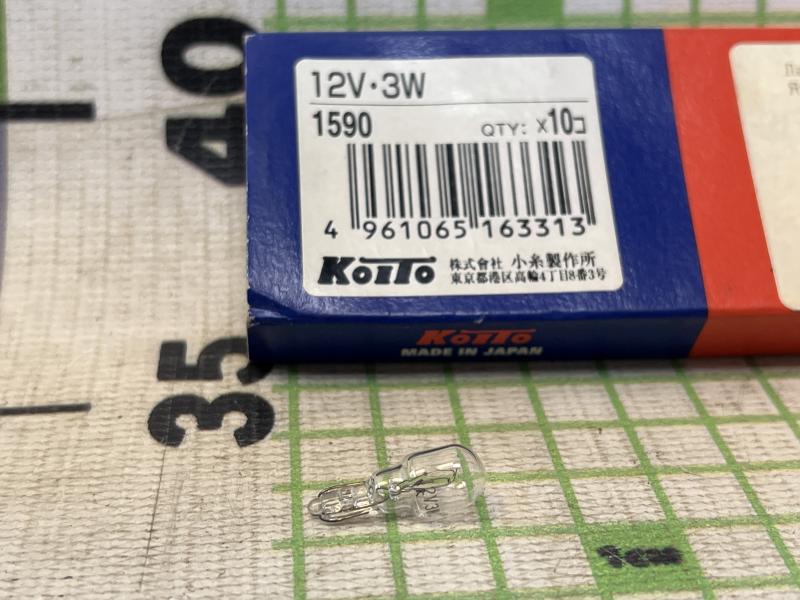 40
35
12V・3W
1590 QTY: x10コ
4 961065 163313
KOITO 株式会社 小糸製作所
東京都港区高輪4丁目8番3号
KOITO
MADE IN JAPAN
1cm